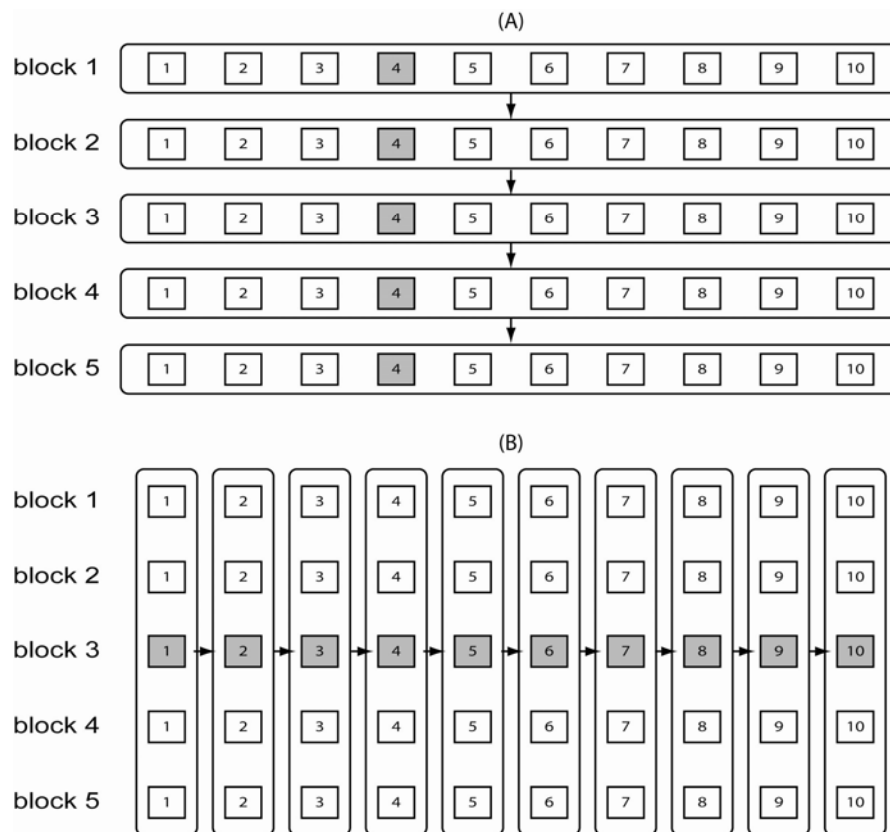 (A)
block 1 1 2 3 4 5 6 7 8 9 10
block 2 1 2 3 4 5 6 7 8 9 10
block 3 1 2 3 4 5 6 7 8 9 10
block 4 1 2 3 4 5 6 7 8 9 10
block 5 1 2 3 4 5 6 7 8 9 10
(B)
block 1 1 2 3 4 5 6 7 8 9 10
block 2 1 2 3 4 5 6 7 8 9 10
block 3 1 2 3 4 5 6 7 8 9 10
block 4 1 2 3 4 5 6 7 8 9 10
block 5 1 2 3 4 5 6 7 8 9 10